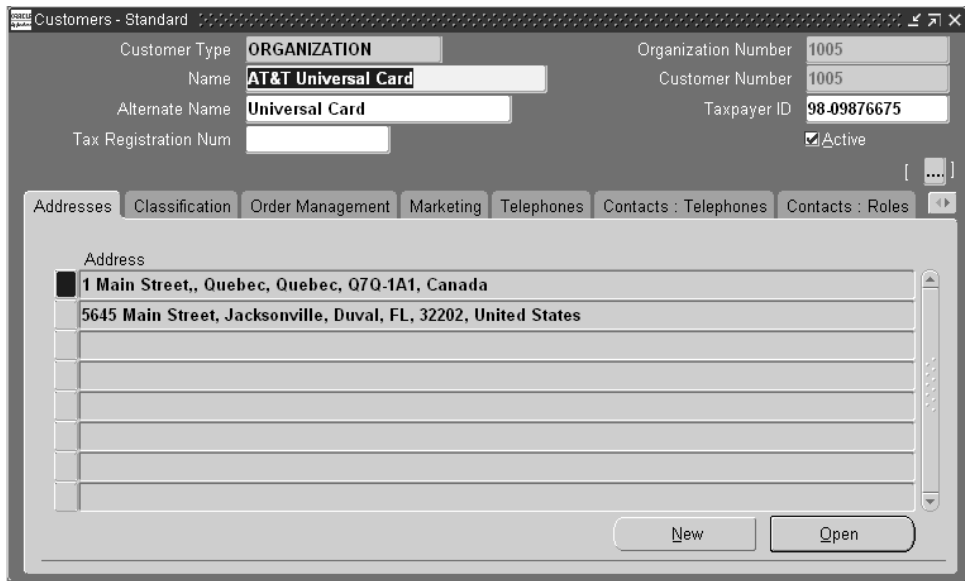 Customers - Standard
Customer Type ORGANIZATION Organization Number 1005
Name AT&T Universal Card Customer Number 1005
Alternate Name Universal Card Taxpayer ID 98-09876675
Tax Registration Num Active
[ .... ]
Addresses Classification Order Management Marketing Telephones Contacts : Telephones Contacts : Roles
Address
1 Main Street,, Quebec, Quebec, Q7Q-1A1, Canada
5645 Main Street, Jacksonville, Duval, FL, 32202, United States
New Open